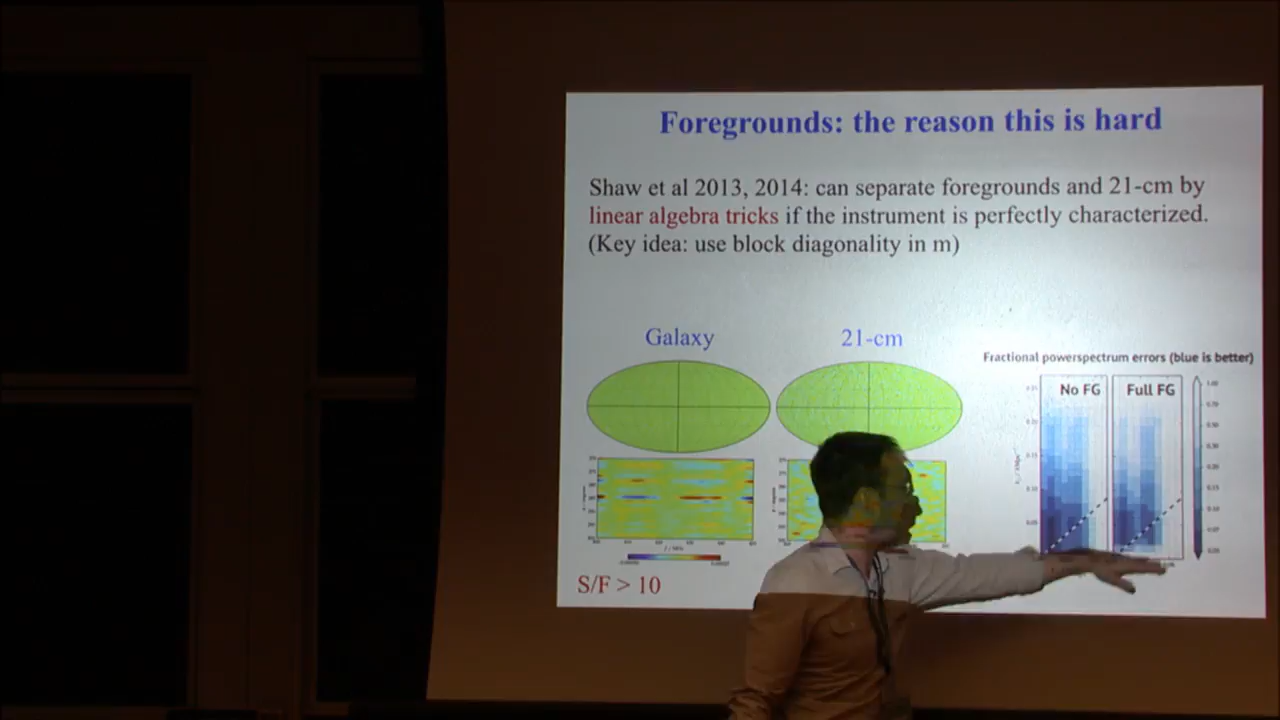 Foregrounds: the reason this is hard
Shaw et al 2013, 2014: can separate foregrounds and 21-cm by
linear algebra tricks if the instrument is perfectly characterized.
(Key idea: use block diagonality in m)
Galaxy
21-cm
Fractional powerspectrum errors (blue is better)
No FG
Full FG
S/F > 10